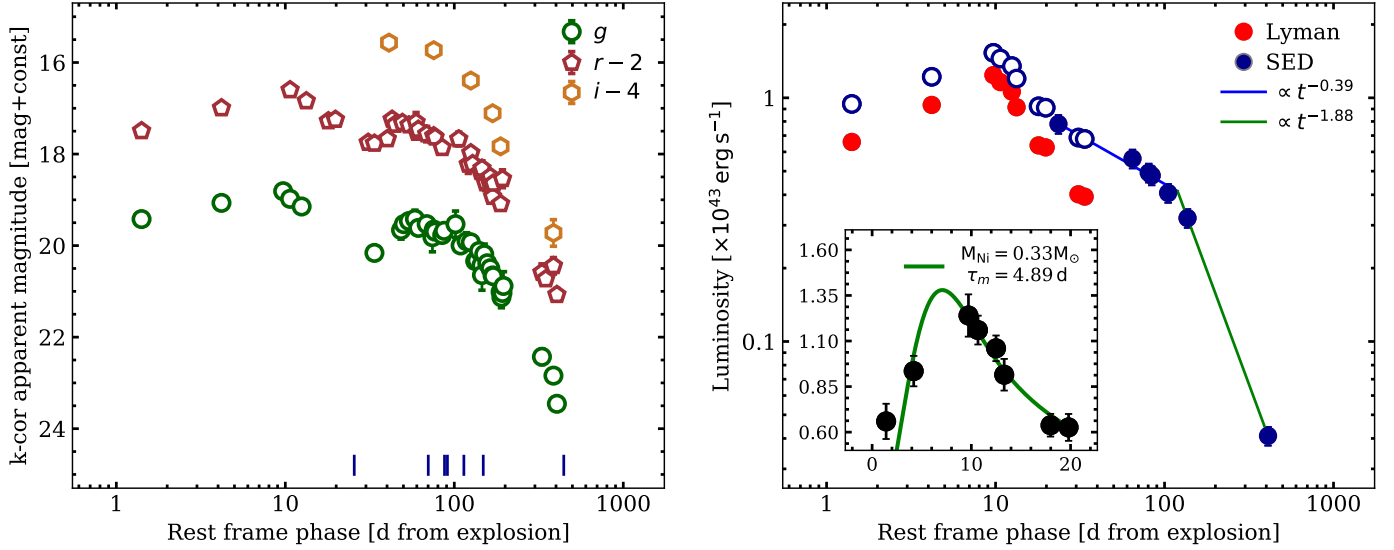 k-cor apparent magnitude [mag+const]
16
18
20
22
24
g
r − 2
i − 4
1
10
100
1000
Rest frame phase [d from explosion]
Luminosity [×10⁴³ erg s⁻¹]
1
0.1
Lyman
SED
∝ t⁻⁰·³⁹
∝ t⁻¹·⁸⁸
1.60
1.35
1.10
0.85
0.60
M_Ni = 0.33M_⊙
τ_m = 4.89 d
0
10
20
1
10
100
1000
Rest frame phase [d from explosion]